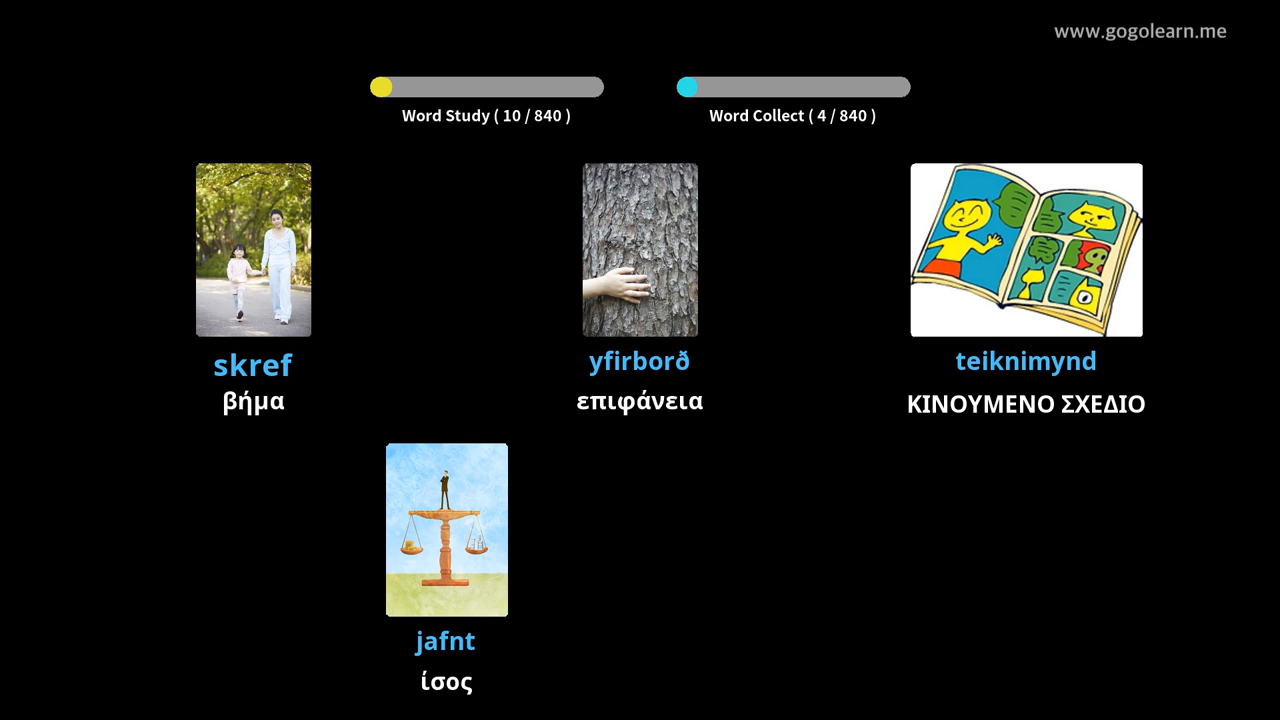 www.gogolearn.me
Word Study ( 10 / 840 )
Word Collect ( 4 / 840 )
skref
βήμα
yfirborð
επιφάνεια
teiknimynd
ΚΙΝΟΥΜΕΝΟ ΣΧΕΔΙΟ
jafnt
ίσος